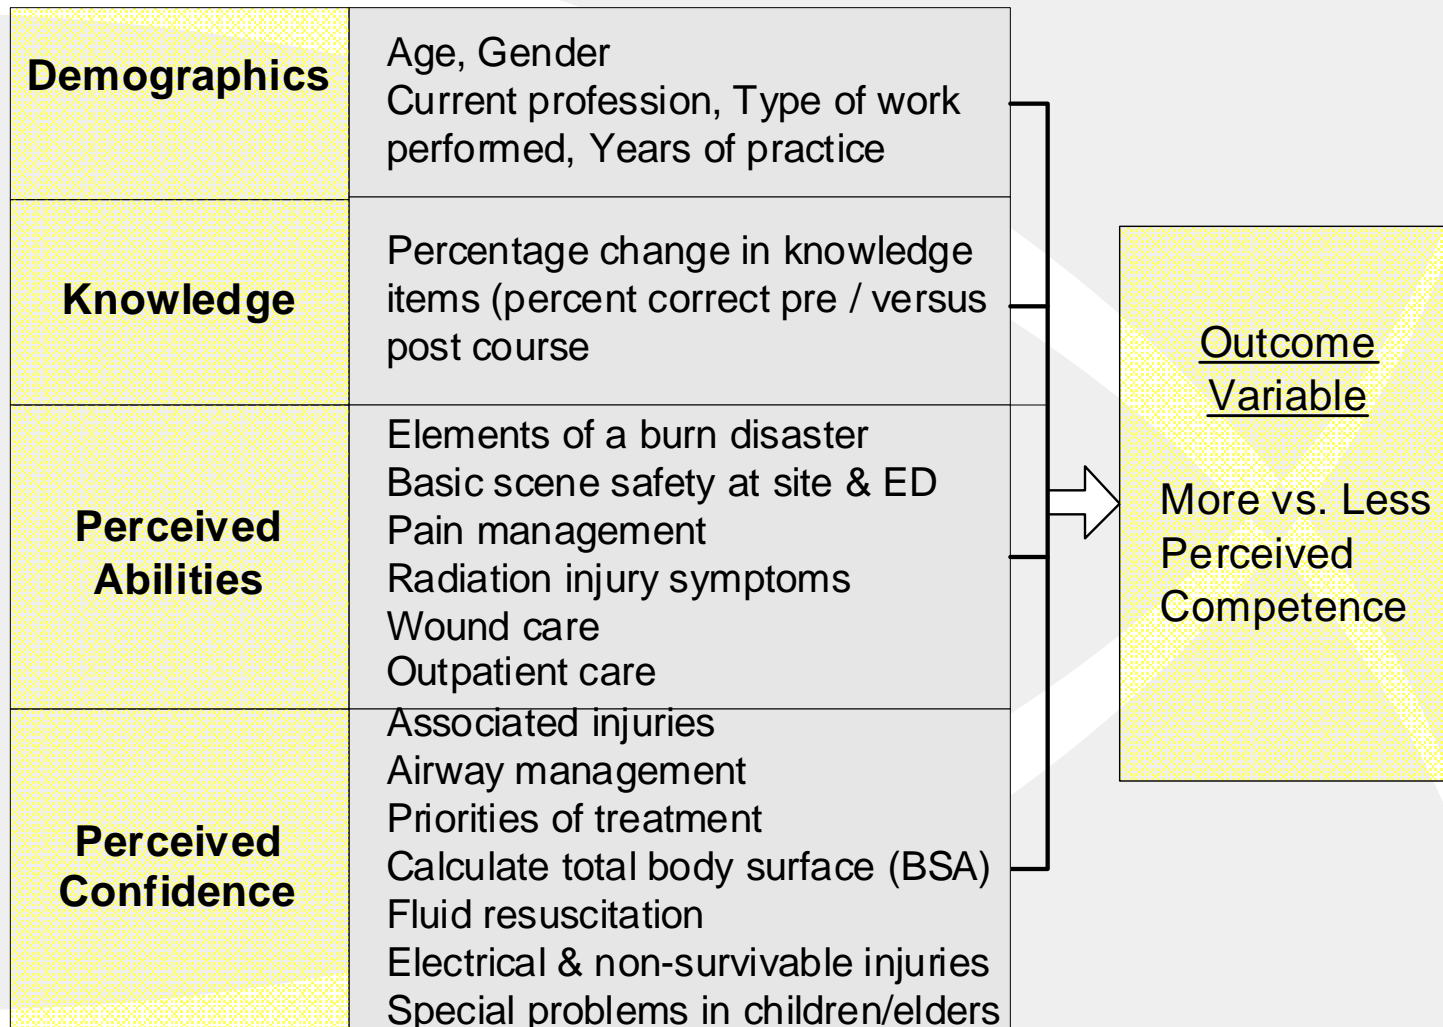 Demographics
Age, Gender
Current profession, Type of work
performed, Years of practice
Knowledge
Percentage change in knowledge
items (percent correct pre / versus
post course
Perceived
Abilities
Elements of a burn disaster
Basic scene safety at site & ED
Pain management
Radiation injury symptoms
Wound care
Outpatient care
Perceived
Confidence
Associated injuries
Airway management
Priorities of treatment
Calculate total body surface (BSA)
Fluid resuscitation
Electrical & non-survivable injuries
Special problems in children/elders
Outcome
Variable
More vs. Less
Perceived
Competence